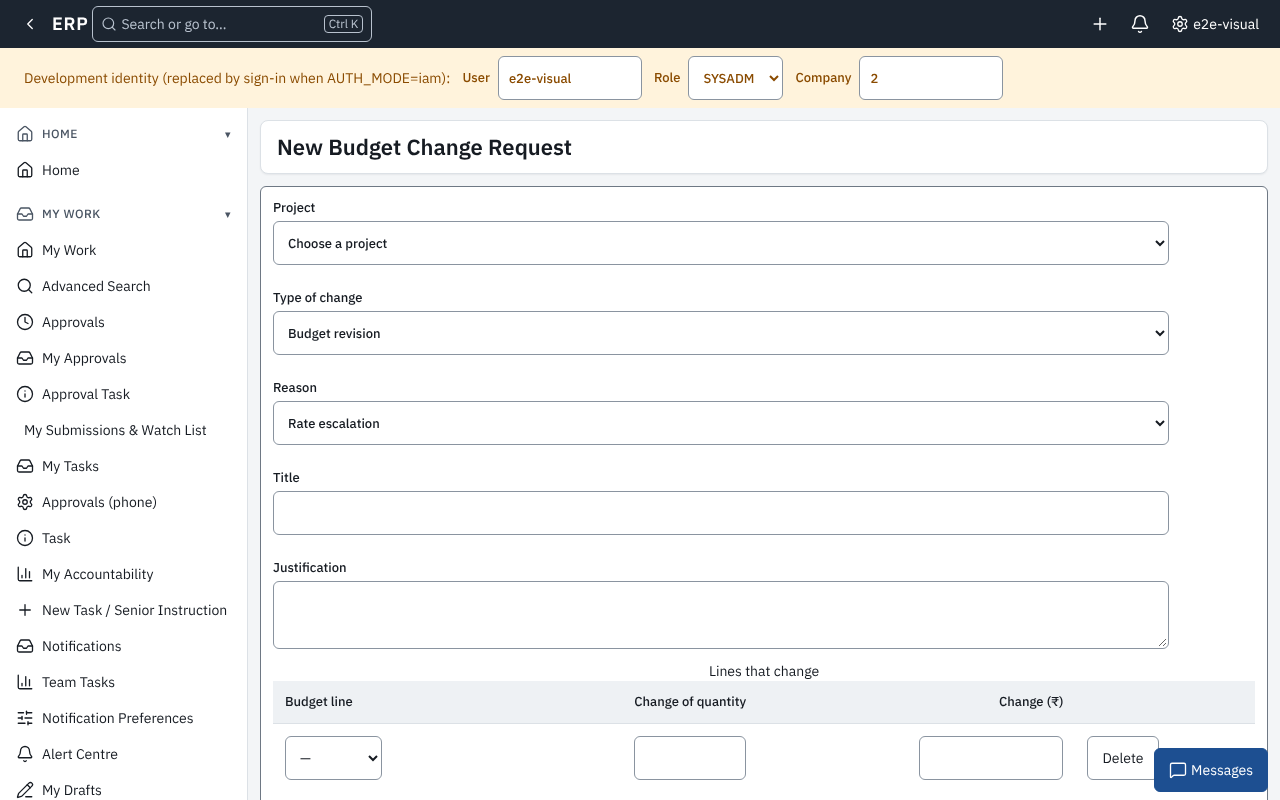 ERP
Search or go to...
Ctrl K
e2e-visual
Development identity (replaced by sign-in when AUTH_MODE=iam):
User
e2e-visual
Role
SYSADM
Company
2
HOME
Home
MY WORK
My Work
Advanced Search
Approvals
My Approvals
Approval Task
My Submissions & Watch List
My Tasks
Approvals (phone)
Task
My Accountability
New Task / Senior Instruction
Notifications
Team Tasks
Notification Preferences
Alert Centre
My Drafts
New Budget Change Request
Project
Choose a project
Type of change
Budget revision
Reason
Rate escalation
Title
Justification
Lines that change
Budget line
Change of quantity
Change (₹)
—
Delete
Messages